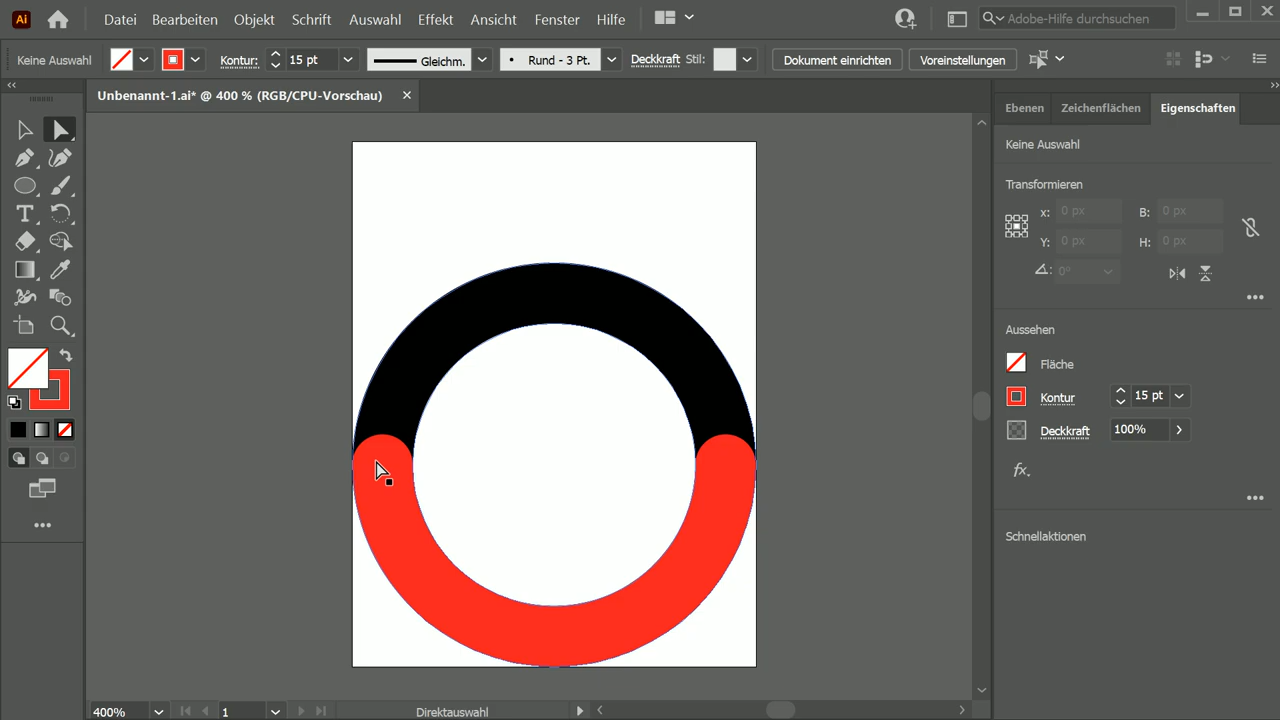 Ai Datei Bearbeiten Objekt Schrift Auswahl Effekt Ansicht Fenster Hilfe Adobe-Hilfe durchsuchen
Keine Auswahl Kontur: 15 pt Gleichm. Rund - 3 Pt. Deckkraft Stil: Dokument einrichten Voreinstellungen
Unbenannt-1.ai* @ 400 % (RGB/CPU-Vorschau)
Ebenen Zeichenflächen Eigenschaften
Keine Auswahl
Transformieren
x: 0 px B: 0 px
Y: 0 px H: 0 px
0°
Aussehen
Fläche
Kontur 15 pt
Deckkraft 100%
fx.
Schnellaktionen
400% 1 Direktauswahl